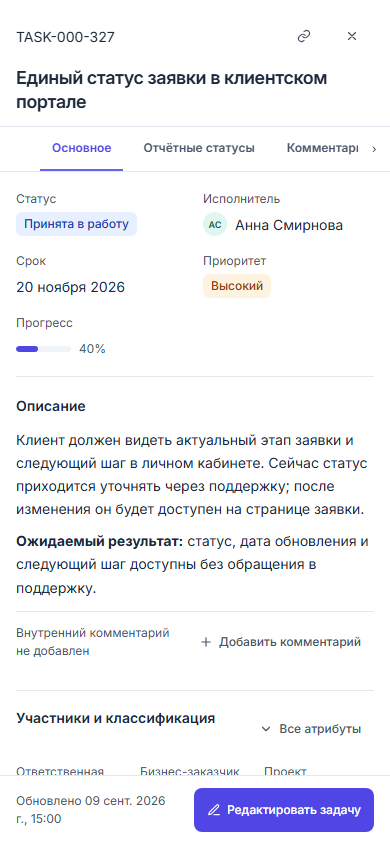 TASK-000-327
Единый статус заявки в клиентском
портале
Основное
Отчётные статусы
Комментарі
Статус
Исполнитель
Принята в работу
АС
Анна Смирнова
Срок
Приоритет
20 ноября 2026
Высокий
Прогресс
40%
Описание
Клиент должен видеть актуальный этап заявки и
следующий шаг в личном кабинете. Сейчас статус
приходится уточнять через поддержку; после
изменения он будет доступен на странице заявки.
Ожидаемый результат: статус, дата обновления и
следующий шаг доступны без обращения в
поддержку.
Внутренний комментарий
не добавлен
Добавить комментарий
Участники и классификация
Все атрибуты
Ответственная
Бизнес-заказчик
Проект
Обновлено 09 сент. 2026
г., 15:00
Редактировать задачу